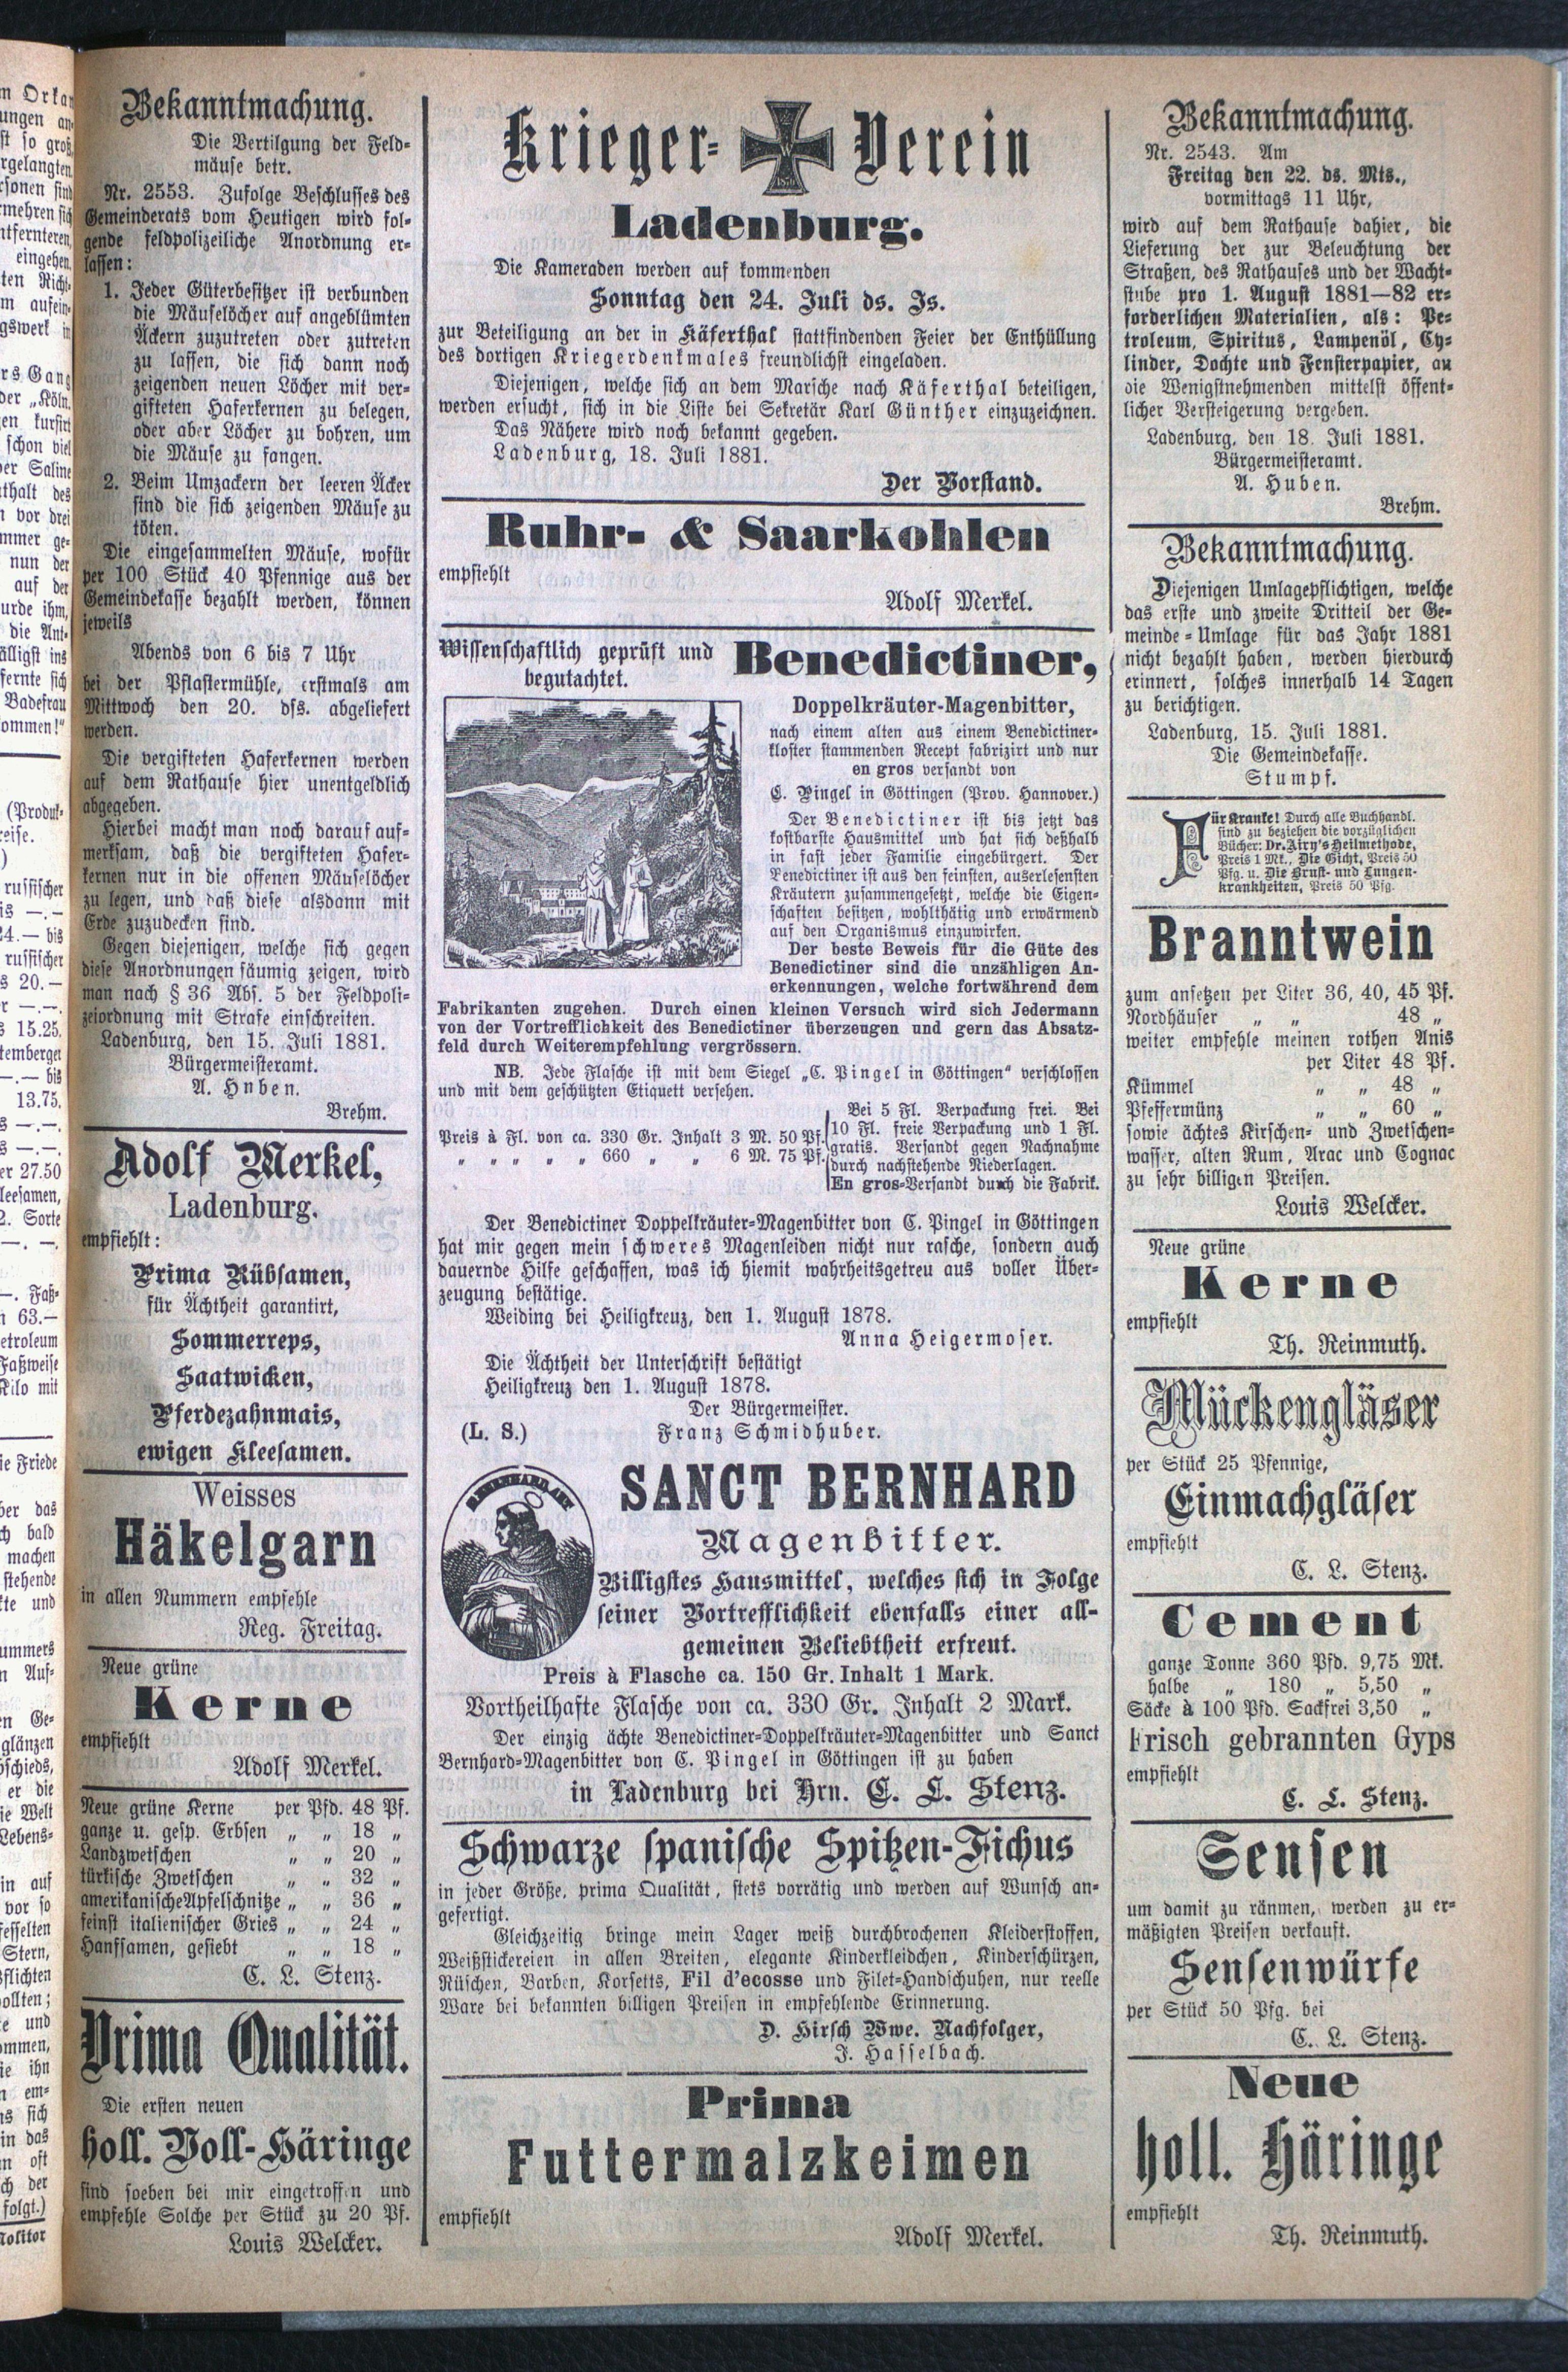 Bekanntmachung.
Die Vertilgung der Feld-
mäuse betr.
Nr. 2553. Zufolge Beschlusses des
Gemeinderats vom Heutigen wird fol-
gende feldpolizeiliche Anordnung er-
lassen:
1. Jeder Güterbesitzer ist verbunden
die Mäuselöcher auf angeblümten
Äckern zuzutreten oder zutreten
zu lassen, die sich dann noch
zeigenden neuen Löcher mit ver-
gifteten Haferkernen zu belegen,
oder aber Löcher zu bohren, um
die Mäuse zu fangen.
2. Beim Umzackern der leeren Äcker
sind die sich zeigenden Mäuse zu
töten.
Die eingesammelten Mäuse, wofür
per 100 Stück 40 Pfennige aus der
Gemeindekasse bezahlt werden, können
jeweils
Abends von 6 bis 7 Uhr
bei der Pflastermühle, erstmals am
Mittwoch den 20. dss. abgeliefert
werden.
Die vergifteten Haferkernen werden
auf dem Rathause hier unentgeldlich
abgegeben.
Hierbei macht man noch darauf auf-
merksam, daß die vergifteten Hafer-
kernen nur in die offenen Mäuselöcher
zu legen, und daß diese alsdann mit
Erde zuzudecken sind.
Gegen diejenigen, welche sich gegen
diese Anordnungen säumig zeigen, wird
man nach § 36 Abs. 5 der Feldpoli-
zeiordnung mit Strafe einschreiten.
Ladenburg, den 15. Juli 1881.
Bürgermeisteramt.
A. Hnben.
Brehm.
Adolf Merkel,
Ladenburg.
empfiehlt:
Prima Rübsamen,
für Ächtheit garantirt,
Sommerreps,
Saatwicken,
Pferdezahnmais,
ewigen Kleesamen.
Weisses
Häkelgarn
in allen Nummern empfehle
Reg. Freitag.
Neue grüne
Kerne
empfiehlt
Adolf Merkel.
Neue grüne Kerne per Pfd. 48 Pf.
ganze u. gesp. Erbsen „ „ 18 „
Landzwetschen „ „ 20 „
türkische Zwetschen „ „ 32 „
amerikanische Apfelschnitze „ „ 36 „
feinst italienischer Gries „ „ 24 „
Hanfsamen, gesiebt „ „ 18 „
C. L. Stenz.
Prima Qualität.
Die ersten neuen
holl. Voll-Häringe
sind soeben bei mir eingetroffen und
empfehle Solche per Stück zu 20 Pf.
Louis Welcker.
Krieger- Verein
Ladenburg.
Die Kameraden werden auf kommenden
Sonntag den 24. Juli ds. Js.
zur Beteiligung an der in Käferthal stattfindenden Feier der Enthüllung
des dortigen Kriegerdenkmales freundlichst eingeladen.
Diejenigen, welche sich an dem Marsche nach Käferthal beteiligen,
werden ersucht, sich in die Liste bei Sekretär Karl Günther einzuzeichnen.
Das Nähere wird noch bekannt gegeben.
Ladenburg, 18. Juli 1881.
Der Vorstand.
Ruhr- & Saarkohlen
empfiehlt
Adolf Merkel.
Wissenschaftlich geprüft und
begutachtet.
Benedictiner,
Doppelkräuter-Magenbitter,
nach einem alten aus einem Benedictiner-
kloster stammenden Recept fabrizirt und nur
en gros versandt von
C. Pingel in Göttingen (Prov. Hannover.)
Der Benedictiner ist bis jetzt das
kostbarste Hausmittel und hat sich deßhalb
in fast jeder Familie eingebürgert. Der
Benedictiner ist aus den feinsten, auserlesensten
Kräutern zusammengesetzt, welche die Eigen-
schaften besitzen, wohlthätig und erwärmend
auf den Organismus einzuwirken.
Der beste Beweis für die Güte des
Benedictiner sind die unzähligen An-
erkennungen, welche fortwährend dem
Fabrikanten zugehen. Durch einen kleinen Versuch wird sich Jedermann
von der Vortrefflichkeit des Benedictiner überzeugen und gern das Absatz-
feld durch Weiterempfehlung vergrössern.
NB. Jede Flasche ist mit dem Siegel „C. Pingel in Göttingen“ verschlossen
und mit dem geschützten Etiquett versehen.
Preis à Fl. von ca. 330 Gr. Inhalt 3 M. 50 Pf.
„ „ „ „ „ 660 „ „ 6 M. 75 Pf.
Bei 5 Fl. Verpackung frei. Bei
10 Fl. freie Verpackung und 1 Fl.
gratis. Versandt gegen Nachnahme
durch nachstehende Niederlagen.
En gros-Versandt durch die Fabrik.
Der Benedictiner Doppelkräuter-Magenbitter von C. Pingel in Göttingen
hat mir gegen mein schweres Magenleiden nicht nur rasche, sondern auch
dauernde Hilfe geschaffen, was ich hiemit wahrheitsgetreu aus voller Über-
zeugung bestätige.
Weiding bei Heiligkreuz, den 1. August 1878.
Anna Heigermoser.
Die Ächtheit der Unterschrift bestätigt
Heiligkreuz den 1. August 1878.
Der Bürgermeister.
(L. S.) Franz Schmidhuber.
SANCT BERNHARD
Magenbitter.
Billigstes Hausmittel, welches sich in Folge
seiner Vortrefflichkeit ebenfalls einer all-
gemeinen Beliebtheit erfreut.
Preis à Flasche ca. 150 Gr. Inhalt 1 Mark.
Vortheilhafte Flasche von ca. 330 Gr. Inhalt 2 Mark.
Der einzig ächte Benedictiner-Doppelkräuter-Magenbitter und Sanct
Bernhard-Magenbitter von C. Pingel in Göttingen ist zu haben
in Ladenburg bei Hrn. C. L. Stenz.
Schwarze spanische Spitzen-Fichus
in jeder Größe, prima Qualität, stets vorrätig und werden auf Wunsch an-
gefertigt.
Gleichzeitig bringe mein Lager weiß durchbrochenen Kleiderstoffen,
Weißstickereien in allen Breiten, elegante Kinderkleidchen, Kinderschürzen,
Rüschen, Barben, Korsetts, Fil d'ecosse und Filet-Handschuhen, nur reelle
Ware bei bekannten billigen Preisen in empfehlende Erinnerung.
D. Hirsch Wwe. Nachfolger,
J. Hasselbach.
Prima
Futtermalzkeimen
empfiehlt
Adolf Merkel.
Bekanntmachung.
Nr. 2543. Am
Freitag den 22. ds. Mts.,
vormittags 11 Uhr,
wird auf dem Rathause dahier, die
Lieferung der zur Beleuchtung der
Straßen, des Rathauses und der Wacht-
stube pro 1. August 1881—82 er-
forderlichen Materialien, als: Pe-
troleum, Spiritus, Lampenöl, Cy-
linder, Dochte und Fensterpapier, an
die Wenigstnehmenden mittelst öffent-
licher Versteigerung vergeben.
Ladenburg, den 18. Juli 1881.
Bürgermeisteramt.
A. Huben.
Brehm.
Bekanntmachung.
Diejenigen Umlagepflichtigen, welche
das erste und zweite Dritteil der Ge-
meinde-Umlage für das Jahr 1881
nicht bezahlt haben, werden hierdurch
erinnert, solches innerhalb 14 Tagen
zu berichtigen.
Ladenburg, 15. Juli 1881.
Die Gemeindekasse.
Stumpf.
Für Kranke! Durch alle Buchhandl.
sind zu beziehen die vorzüglichen
Bücher: Dr. Airy's Heilmethode,
Preis 1 Mk., Die Gicht, Preis 50
Pfg. u. Die Brust- und Lungen-
krankheiten, Preis 50 Pfg.
Branntwein
zum ansetzen per Liter 36, 40, 45 Pf.
Nordhäuser „ „ 48 „
weiter empfehle meinen rothen Anis
per Liter 48 Pf.
Kümmel „ „ 48 „
Pfeffermünz „ „ 60 „
sowie ächtes Kirschen- und Zwetschen-
wasser, alten Rum, Arac und Cognac
zu sehr billigen Preisen.
Louis Welcker.
Neue grüne
Kerne
empfiehlt
Th. Reinmuth.
Mückengläser
per Stück 25 Pfennige,
Einmachgläser
empfiehlt
C. L. Stenz.
Cement
ganze Tonne 360 Pfd. 9,75 Mk.
halbe „ 180 „ 5,50 „
Säcke à 100 Pfd. Sackfrei 3,50 „
Frisch gebrannten Gyps
empfiehlt
C. L. Stenz.
Sensen
um damit zu ränmen, werden zu er-
mäßigten Preisen verkauft.
Sensenwürfe
per Stück 50 Pfg. bei
C. L. Stenz.
Neue
holl. Häringe
empfiehlt
Th. Reinmuth.